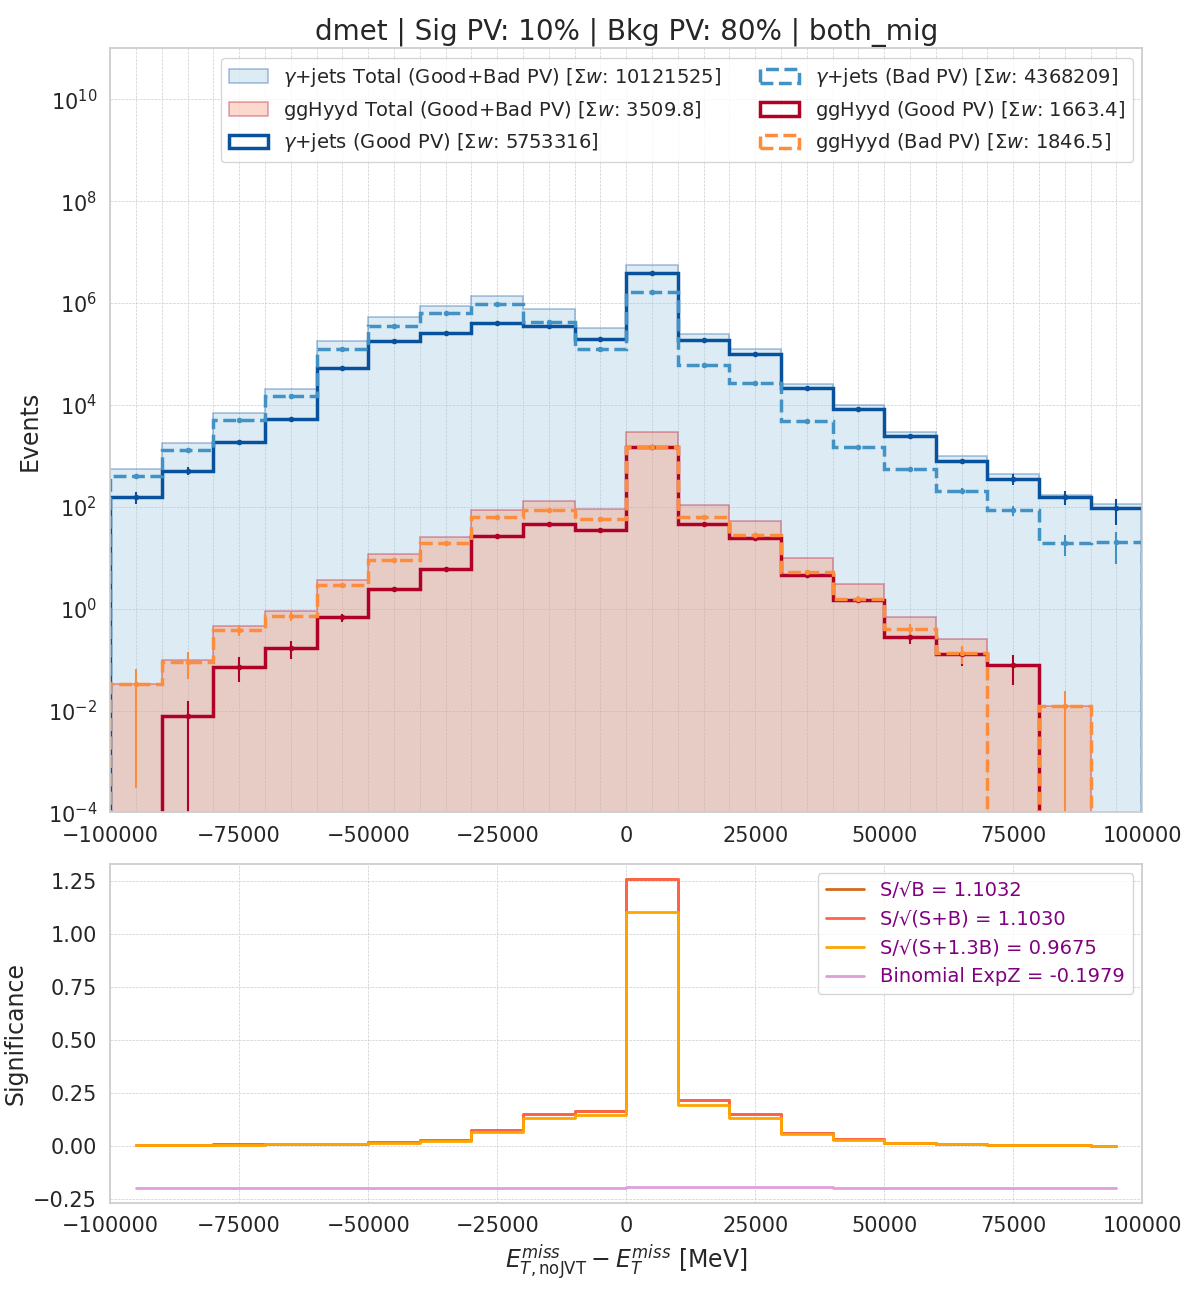 dmet | Sig PV: 10% | Bkg PV: 80% | both_mig
γ+jets Total (Good+Bad PV) [Σw: 10121525]
ggHyyd Total (Good+Bad PV) [Σw: 3509.8]
γ+jets (Good PV) [Σw: 5753316]
γ+jets (Bad PV) [Σw: 4368209]
ggHyyd (Good PV) [Σw: 1663.4]
ggHyyd (Bad PV) [Σw: 1846.5]
Events
10^10
10^8
10^6
10^4
10^2
10^0
10^−2
10^−4
−100000 −75000 −50000 −25000 0 25000 50000 75000 100000
Significance
1.25
1.00
0.75
0.50
0.25
0.00
−0.25
S/√B = 1.1032
S/√(S+B) = 1.1030
S/√(S+1.3B) = 0.9675
Binomial ExpZ = -0.1979
−100000 −75000 −50000 −25000 0 25000 50000 75000 100000
E_{T,noJVT}^{miss} − E_T^{miss} [MeV]